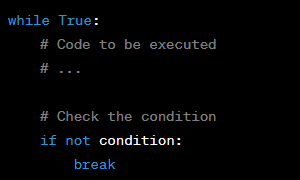 while True:
    # Code to be executed
    # ...

    # Check the condition
    if not condition:
        break